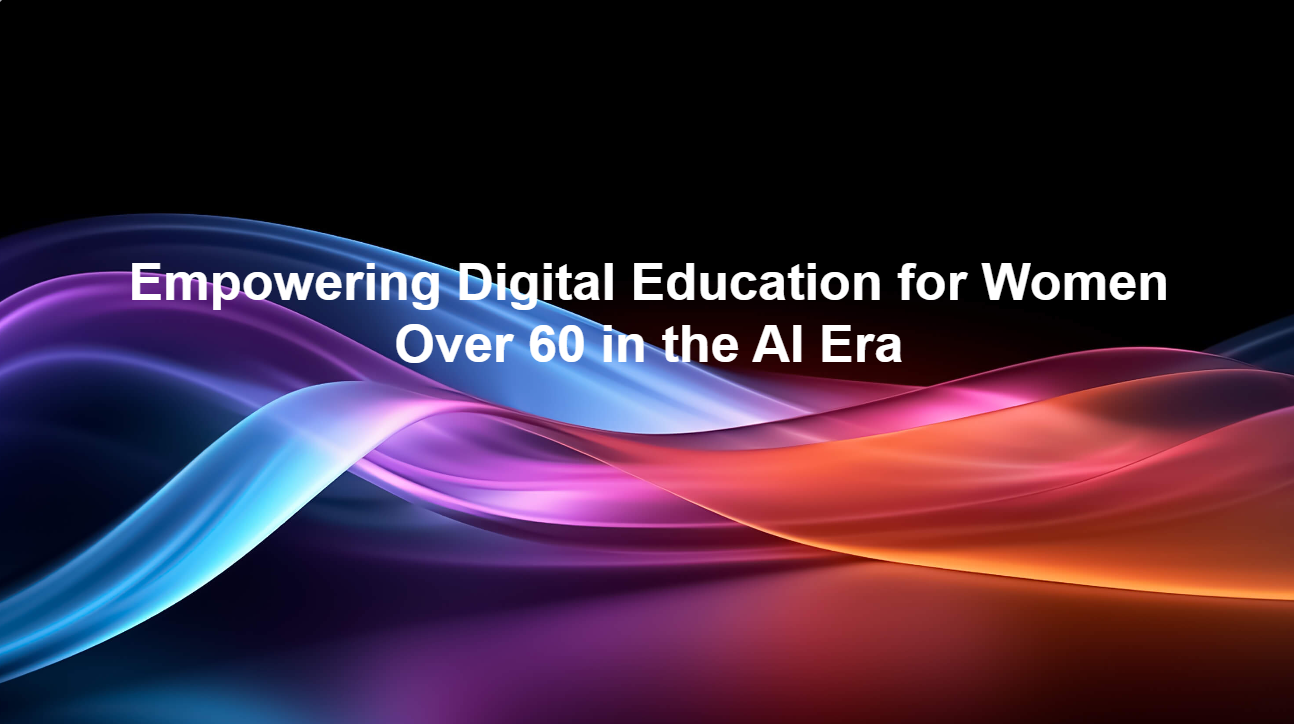 Empowering Digital Education for Women
Over 60 in the AI Era